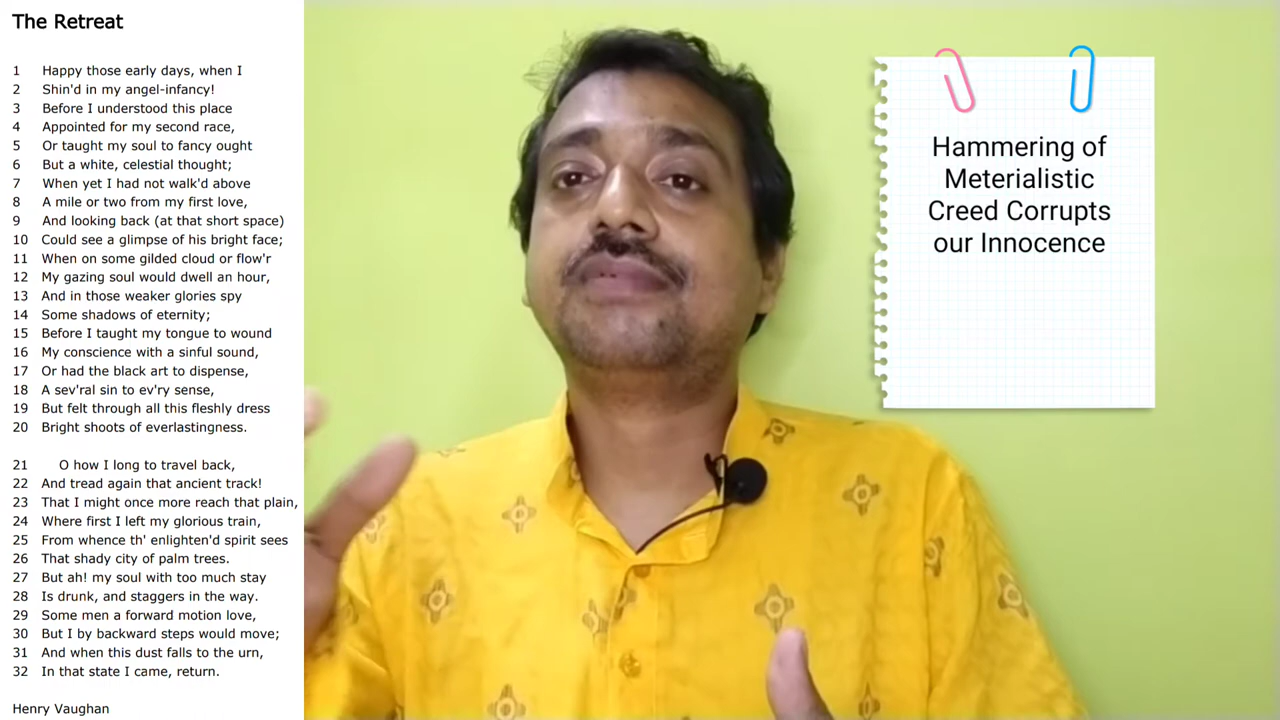 The Retreat
1 Happy those early days, when I
2 Shin'd in my angel-infancy!
3 Before I understood this place
4 Appointed for my second race,
5 Or taught my soul to fancy ought
6 But a white, celestial thought;
7 When yet I had not walk'd above
8 A mile or two from my first love,
9 And looking back (at that short space)
10 Could see a glimpse of his bright face;
11 When on some gilded cloud or flow'r
12 My gazing soul would dwell an hour,
13 And in those weaker glories spy
14 Some shadows of eternity;
15 Before I taught my tongue to wound
16 My conscience with a sinful sound,
17 Or had the black art to dispense,
18 A sev'ral sin to ev'ry sense,
19 But felt through all this fleshly dress
20 Bright shoots of everlastingness.
21 O how I long to travel back,
22 And tread again that ancient track!
23 That I might once more reach that plain,
24 Where first I left my glorious train,
25 From whence th' enlighten'd spirit sees
26 That shady city of palm trees.
27 But ah! my soul with too much stay
28 Is drunk, and staggers in the way.
29 Some men a forward motion love,
30 But I by backward steps would move;
31 And when this dust falls to the urn,
32 In that state I came, return.
Henry Vaughan
Hammering of
Meterialistic
Creed Corrupts
our Innocence